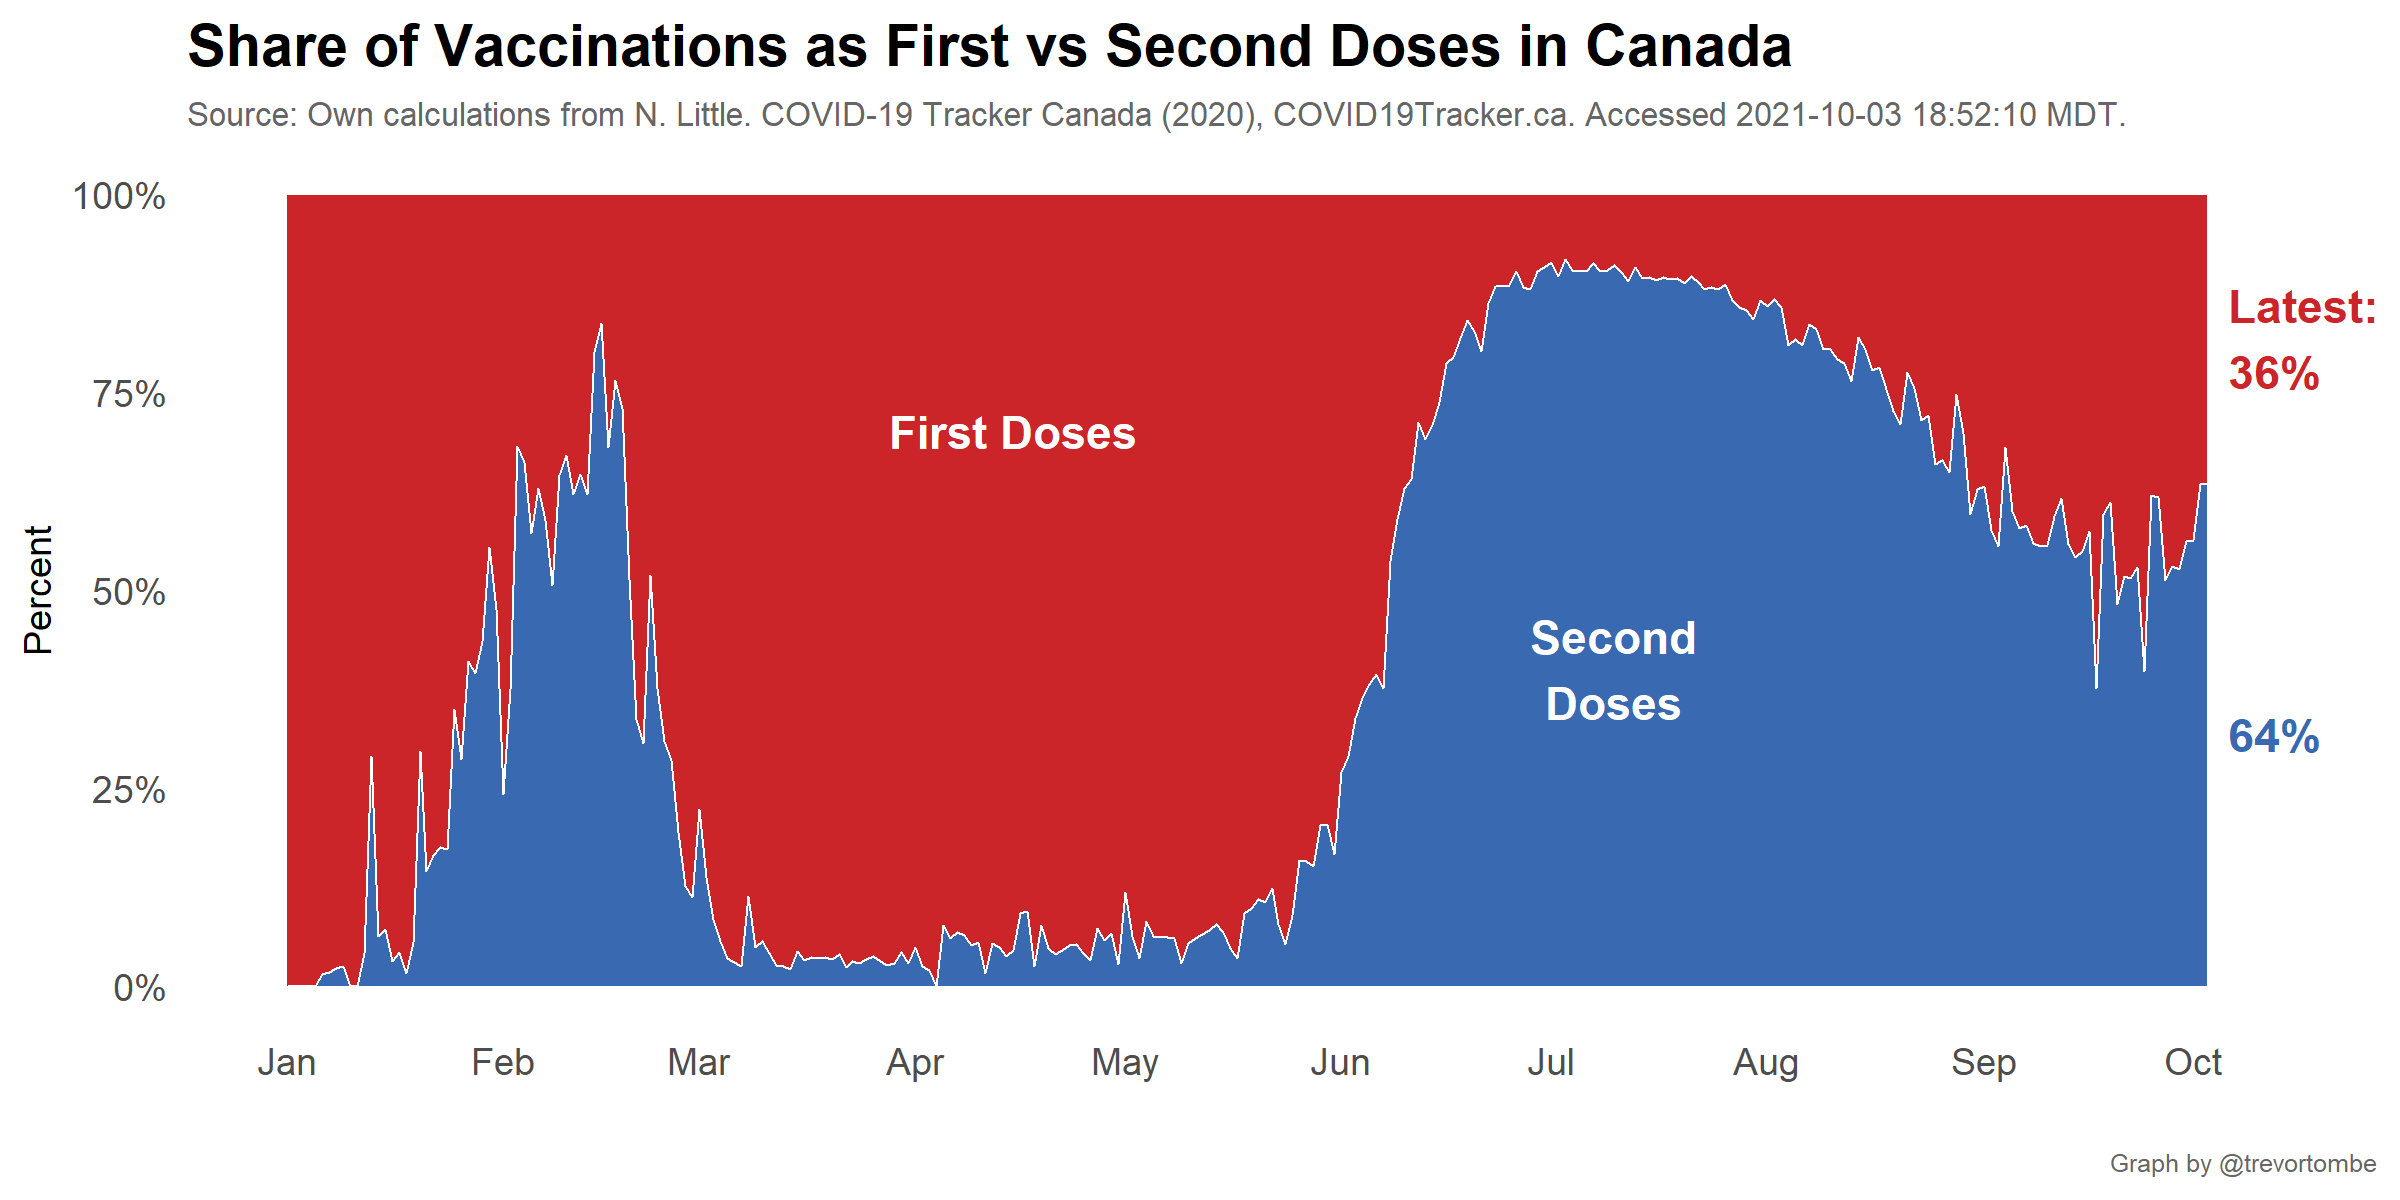 Share of Vaccinations as First vs Second Doses in Canada
Source: Own calculations from N. Little. COVID-19 Tracker Canada (2020), COVID19Tracker.ca. Accessed 2021-10-03 18:52:10 MDT.
Percent
100%
75%
50%
25%
0%
First Doses
Second
Doses
Latest:
36%
64%
Jan
Feb
Mar
Apr
May
Jun
Jul
Aug
Sep
Oct
Graph by @trevortombe